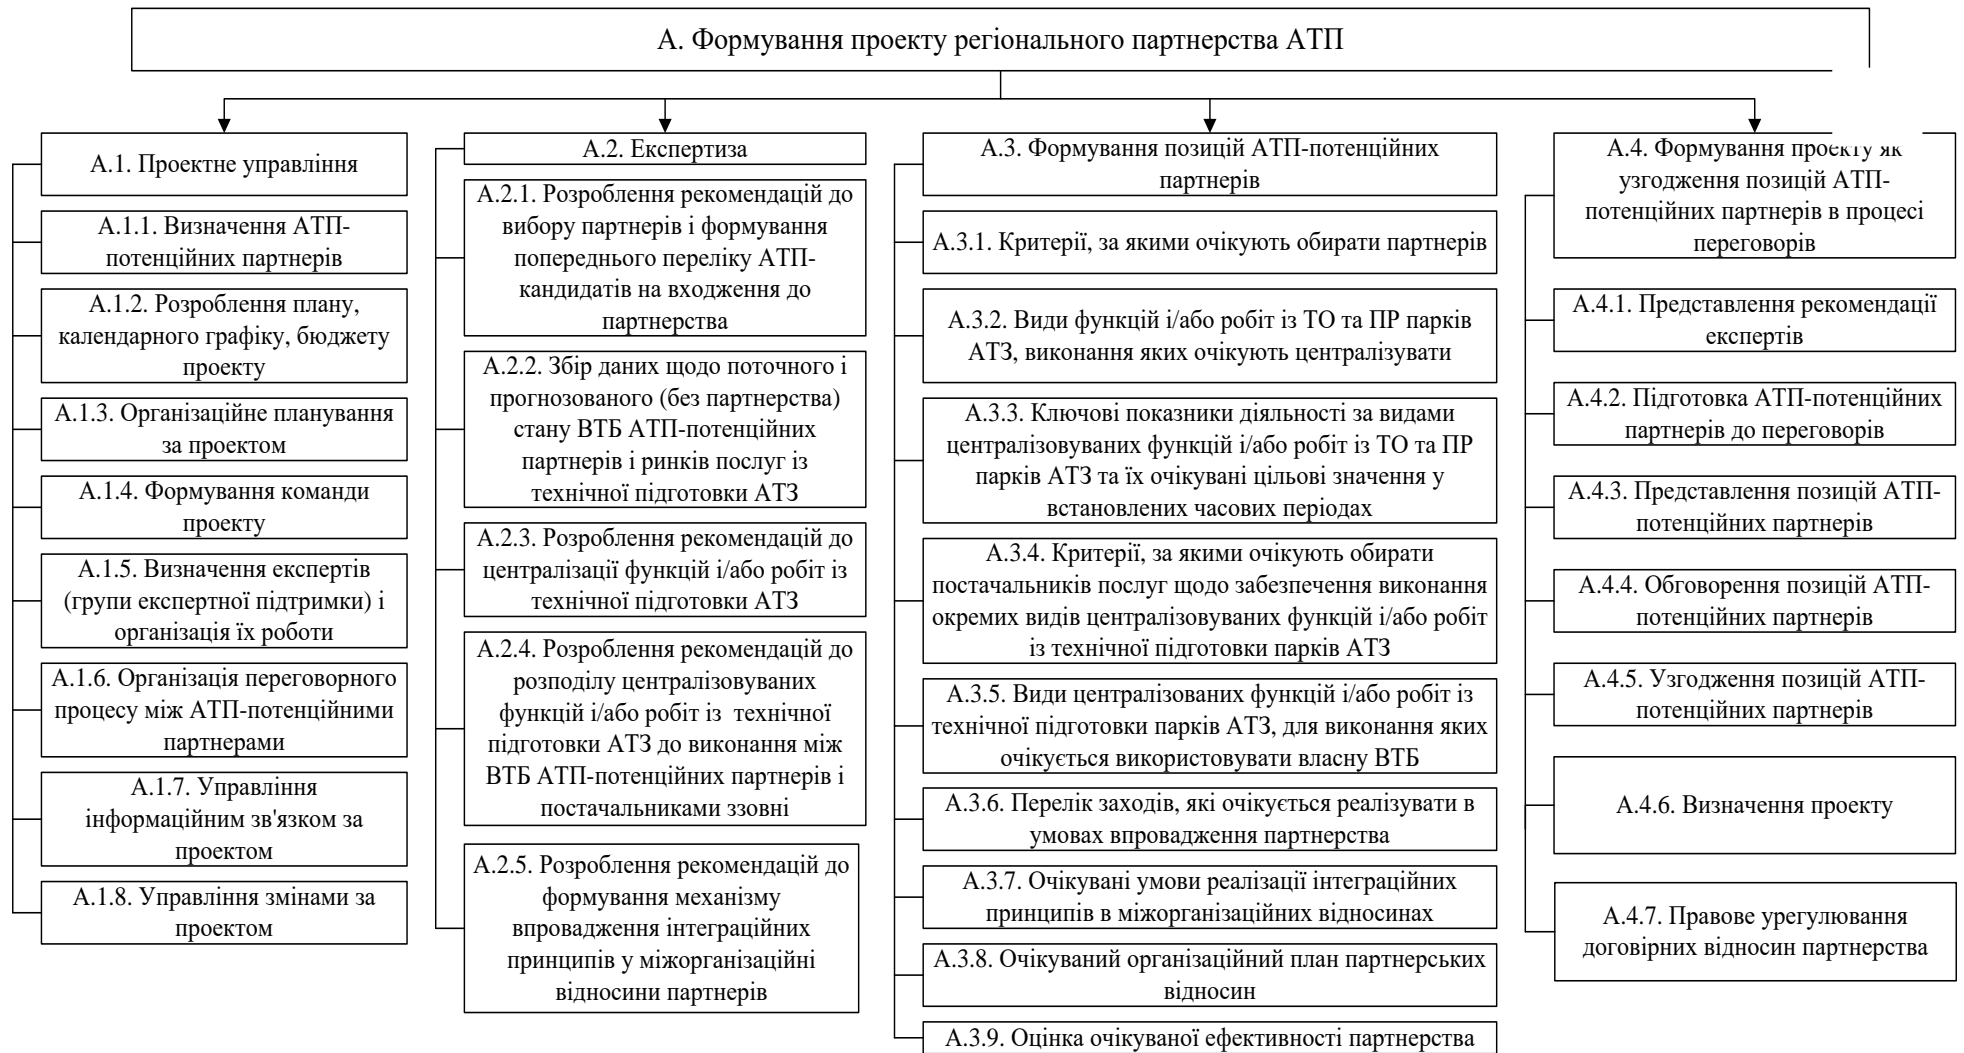 А. Формування проекту регіонального партнерства АТП
А.1. Проектне управління
А.1.1. Визначення АТП-
потенційних партнерів
А.1.2. Розроблення плану,
календарного графіку, бюджету
проекту
А.1.3. Організаційне планування
за проектом
А.1.4. Формування команди
проекту
А.1.5. Визначення експертів
(групи експертної підтримки) і
організація їх роботи
А.1.6. Організація переговорного
процесу між АТП-потенційними
партнерами
А.1.7. Управління
інформаційним зв'язком за
проектом
А.1.8. Управління змінами за
проектом
А.2. Експертиза
А.2.1. Розроблення рекомендацій до
вибору партнерів і формування
попереднього переліку АТП-
кандидатів на входження до
партнерства
А.2.2. Збір даних щодо поточного і
прогнозованого (без партнерства)
стану ВТБ АТП-потенційних
партнерів і ринків послуг із
технічної підготовки АТЗ
А.2.3. Розроблення рекомендацій до
централізації функцій і/або робіт із
технічної підготовки АТЗ
А.2.4. Розроблення рекомендацій до
розподілу централізовуваних
функцій і/або робіт із технічної
підготовки АТЗ до виконання між
ВТБ АТП-потенційних партнерів і
постачальниками ззовні
А.2.5. Розроблення рекомендацій до
формування механізму
впровадження інтеграційних
принципів у міжорганізаційні
відносини партнерів
А.3. Формування позицій АТП-потенційних
партнерів
А.3.1. Критерії, за якими очікують обирати партнерів
А.3.2. Види функцій і/або робіт із ТО та ПР парків
АТЗ, виконання яких очікують централізувати
А.3.3. Ключові показники діяльності за видами
централізовуваних функцій і/або робіт із ТО та ПР
парків АТЗ та їх очікувані цільові значення у
встановлених часових періодах
А.3.4. Критерії, за якими очікують обирати
постачальників послуг щодо забезпечення виконання
окремих видів централізовуваних функцій і/або робіт
із технічної підготовки парків АТЗ
А.3.5. Види централізованих функцій і/або робіт із
технічної підготовки парків АТЗ, для виконання яких
очікується використовувати власну ВТБ
А.3.6. Перелік заходів, які очікується реалізувати в
умовах впровадження партнерства
А.3.7. Очікувані умови реалізації інтеграційних
принципів в міжорганізаційних відносинах
А.3.8. Очікуваний організаційний план партнерських
відносин
А.3.9. Оцінка очікуваної ефективності партнерства
А.4. Формування проекту як
узгодження позицій АТП-
потенційних партнерів в процесі
переговорів
А.4.1. Представлення рекомендації
експертів
А.4.2. Підготовка АТП-потенційних
партнерів до переговорів
А.4.3. Представлення позицій АТП-
потенційних партнерів
А.4.4. Обговорення позицій АТП-
потенційних партнерів
А.4.5. Узгодження позицій АТП-
потенційних партнерів
А.4.6. Визначення проекту
А.4.7. Правове урегулювання
договірних відносин партнерства